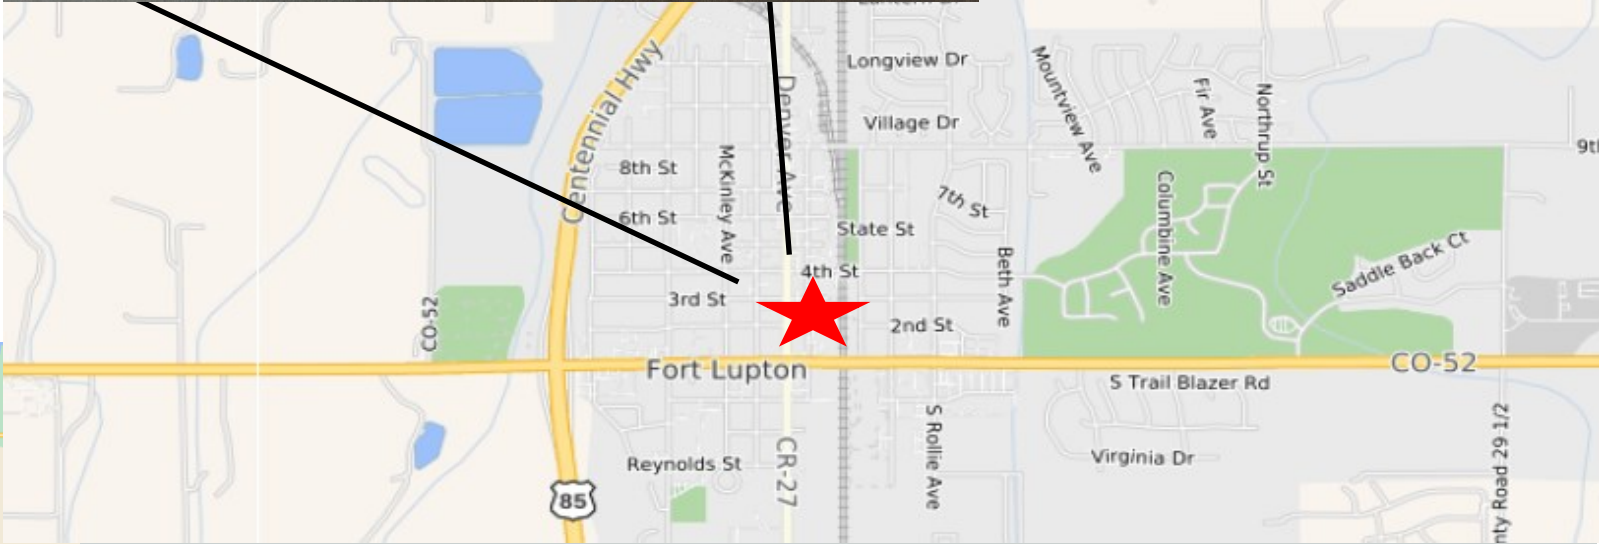 Longview Dr
Centennial Hwy
Denver Ave
Mountview Ave
Fir Ave
Northrup St
Village Dr
9th
8th St
McKinley Ave
7th St
Columbine Ave
6th St
State St
Beth Ave
Saddle Back Ct
4th St
3rd St
CO-52
2nd St
Fort Lupton
CO-52
S Trail Blazer Rd
S Rollie Ave
CR-27
Reynolds St
Virginia Dr
nty Road 29 1/2
85